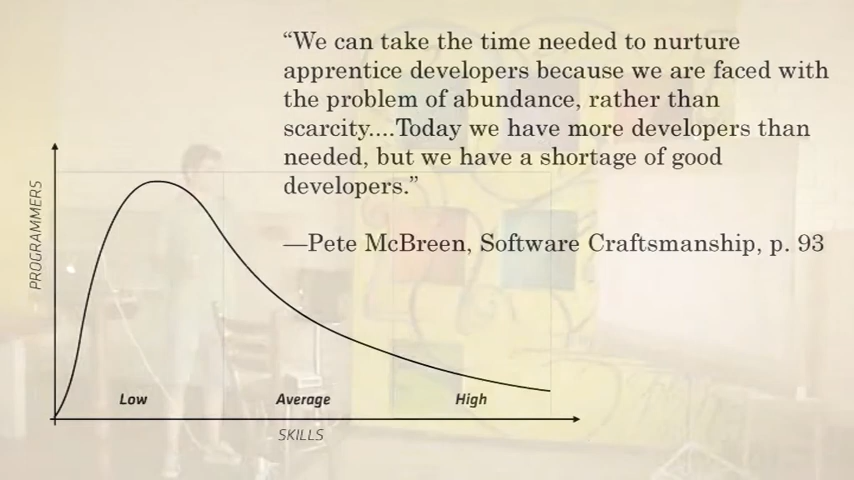 “We can take the time needed to nurture
apprentice developers because we are faced with
the problem of abundance, rather than
scarcity....Today we have more developers than
needed, but we have a shortage of good
developers.”
—Pete McBreen, Software Craftsmanship, p. 93
PROGRAMMERS
Low
Average
High
SKILLS